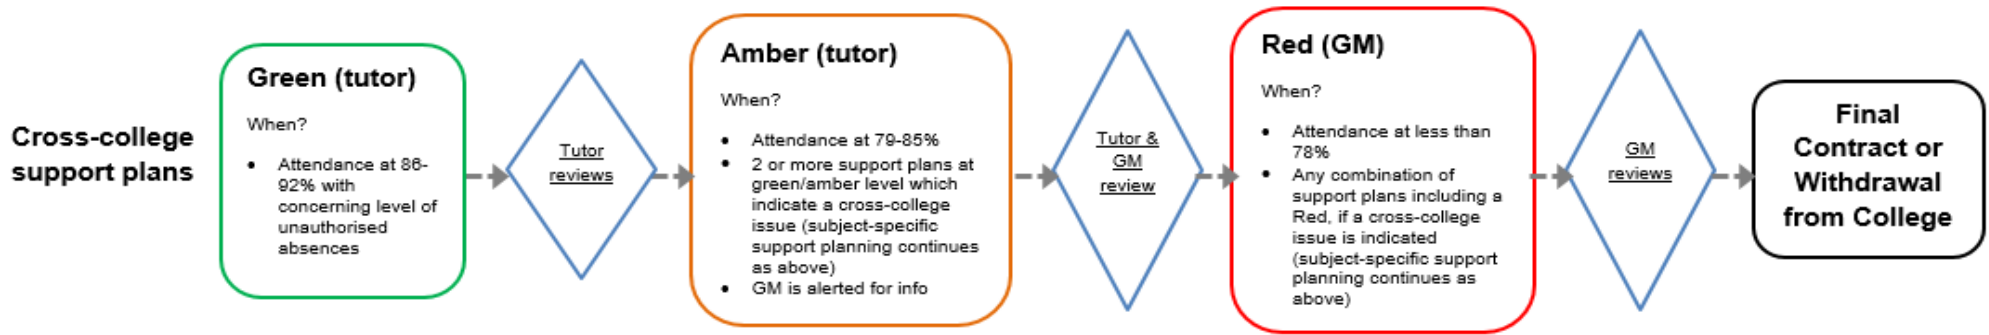 Cross-college
support plans
Green (tutor)
When?
• Attendance at 86-
92% with
concerning level of
unauthorised
absences
Tutor
reviews
Amber (tutor)
When?
• Attendance at 79-85%
• 2 or more support plans at
green/amber level which
indicate a cross-college
issue (subject-specific
support planning continues
as above)
• GM is alerted for info
Tutor &
GM
review
Red (GM)
When?
• Attendance at less than
78%
• Any combination of
support plans including a
Red, if a cross-college
issue is indicated
(subject-specific support
planning continues as
above)
GM
reviews
Final
Contract or
Withdrawal
from College